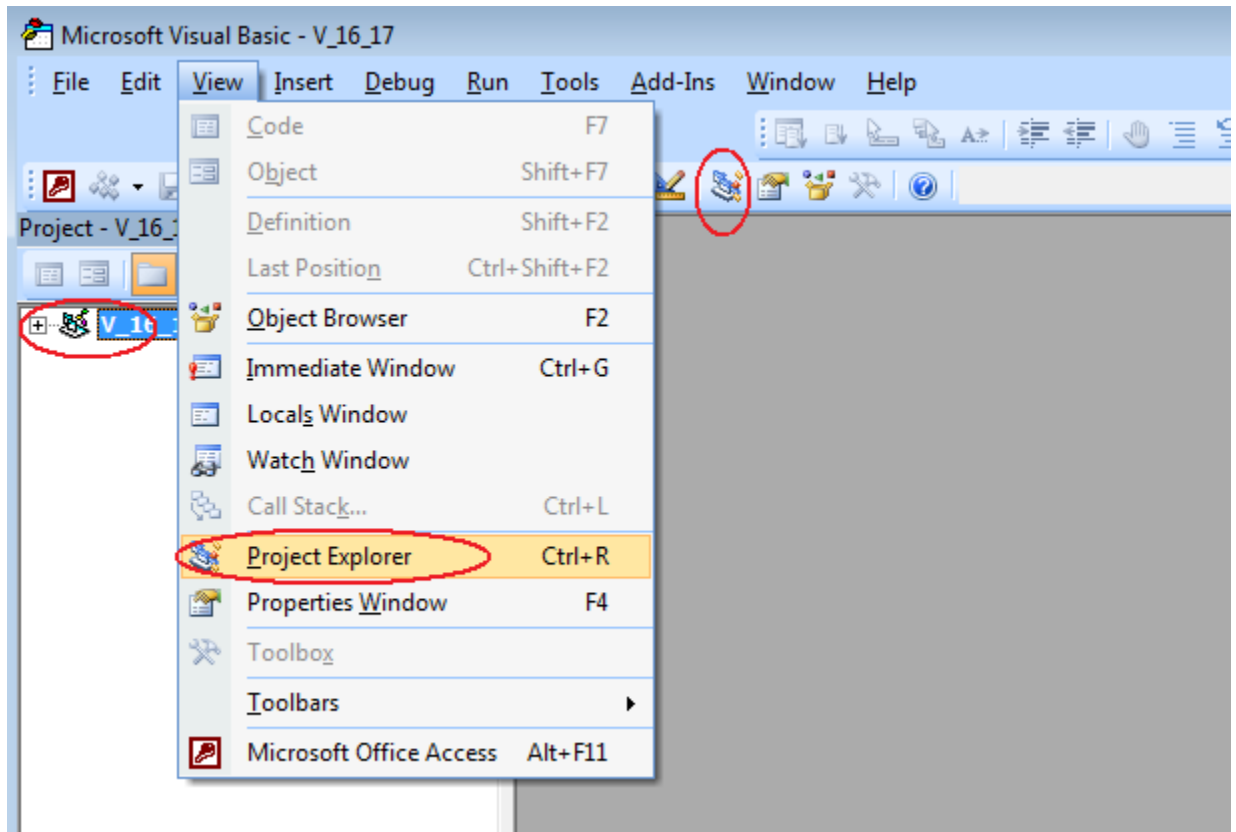 Microsoft Visual Basic - V_16_17
File Edit View Insert Debug Run Tools Add-Ins Window Help
Code F7
Object Shift+F7
Project - V_16_
Definition Shift+F2
Last Position Ctrl+Shift+F2
V_16_
Object Browser F2
Immediate Window Ctrl+G
Locals Window
Watch Window
Call Stack... Ctrl+L
Project Explorer Ctrl+R
Properties Window F4
Toolbox
Toolbars
Microsoft Office Access Alt+F11